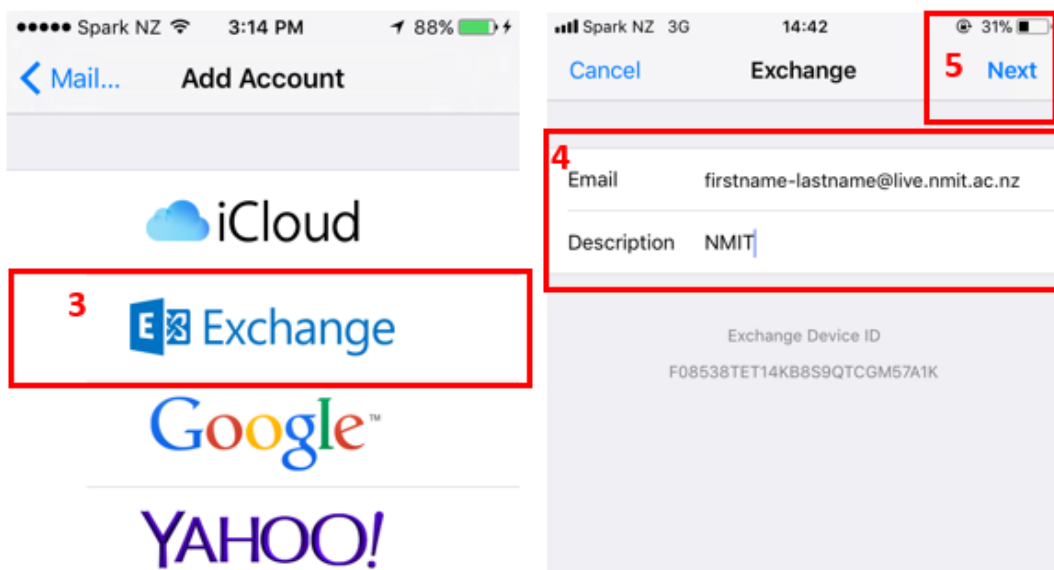 Spark NZ 3:14 PM 88%
Mail... Add Account
iCloud
3
E Exchange
Google™
YAHOO!
Spark NZ 3G 14:42 31%
Cancel Exchange 5 Next
4
Email firstname-lastname@live.nmit.ac.nz
Description NMIT
Exchange Device ID
F08538TET14KB8S9QTCGM57A1K